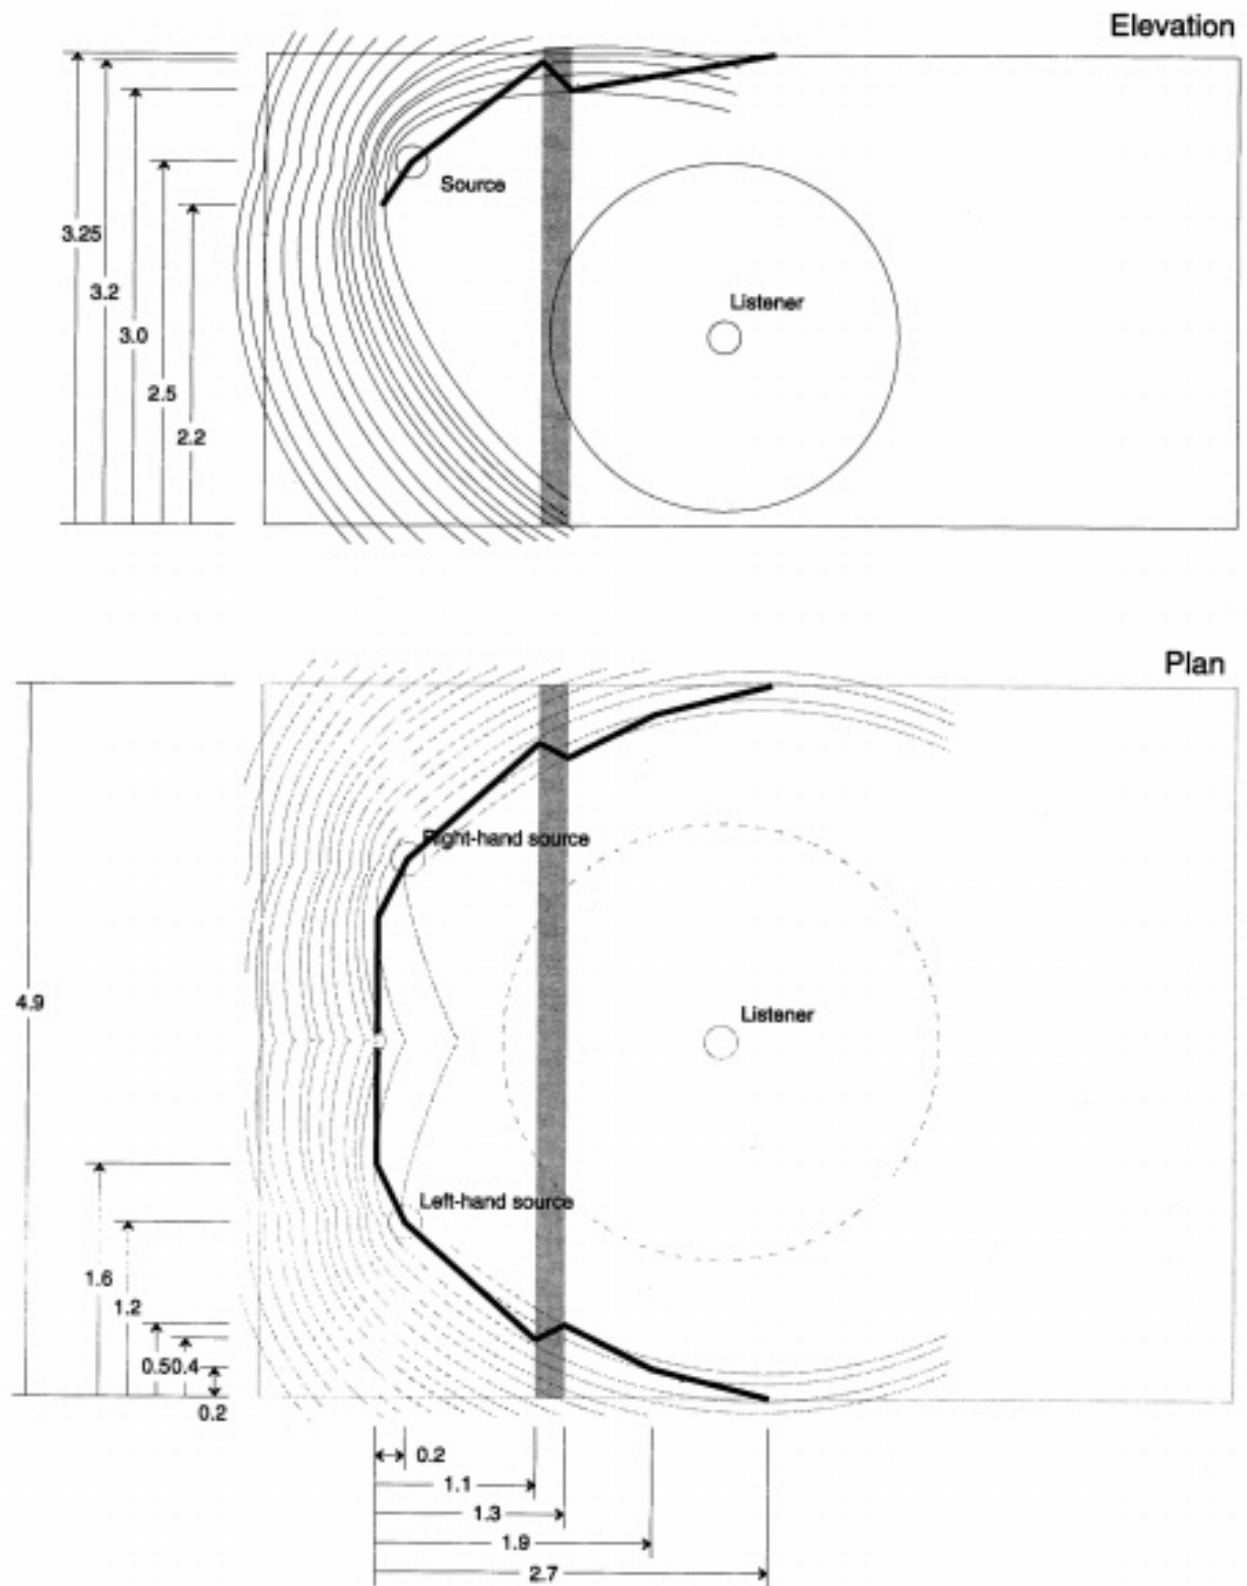 Elevation
Source
3.25
3.2
Listener
3.0
2.5
2.2
Plan
Right-hand source
4.9
Listener
Left-hand source
1.6
1.2
0.50.4
0.2
0.2
1.1
1.3
1.9
2.7